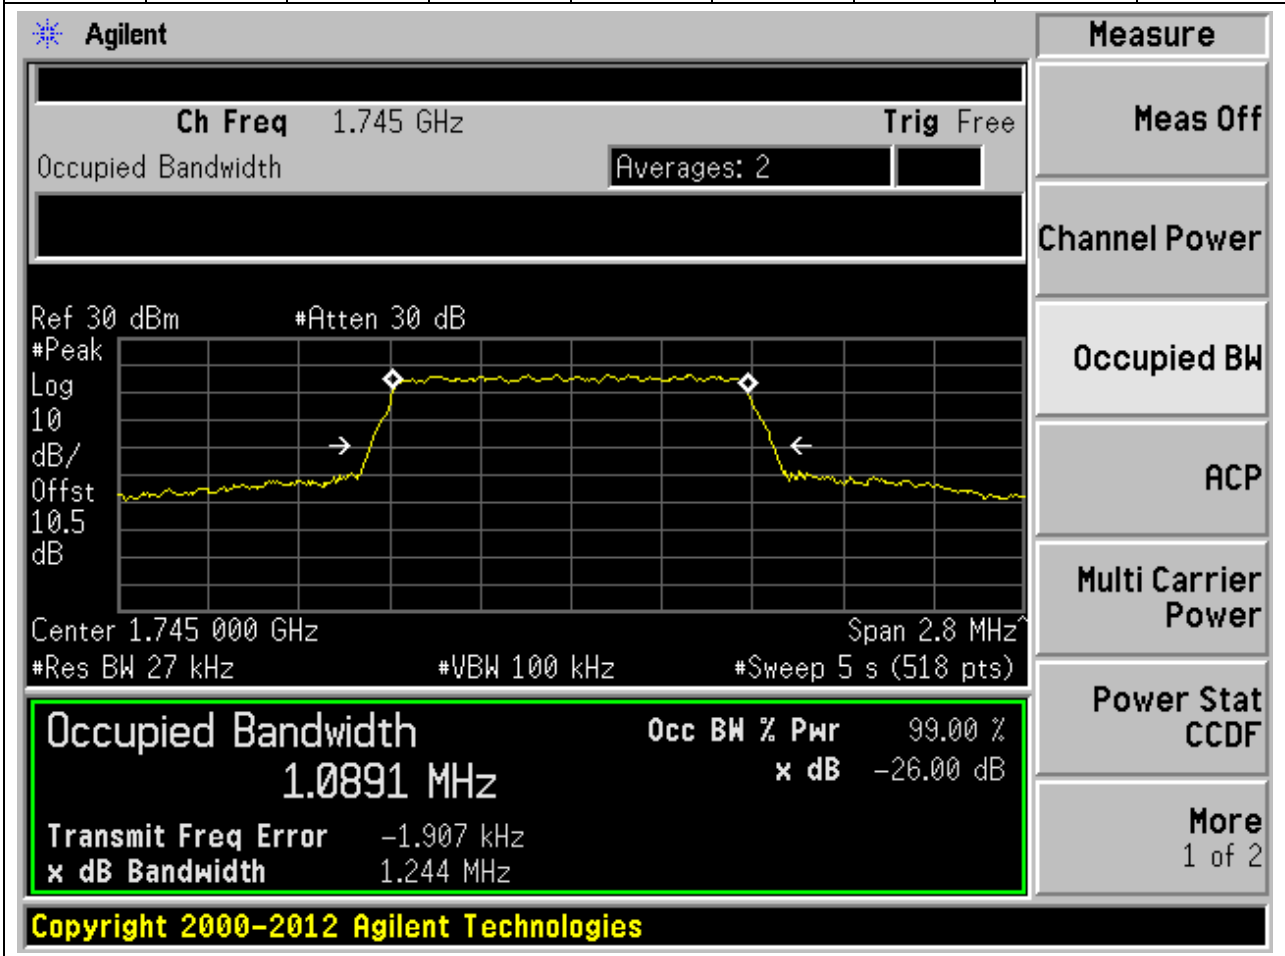 Agilent
Measure
Ch Freq 1.745 GHz Trig Free
Occupied Bandwidth Averages: 2
Meas Off
Channel Power
Occupied BW
ACP
Multi Carrier
Power
Power Stat
CCDF
More
1 of 2
Ref 30 dBm #Atten 30 dB
#Peak
Log
10
dB/
Offst
10.5
dB
Center 1.745 000 GHz Span 2.8 MHz^
#Res BW 27 kHz #VBW 100 kHz #Sweep 5 s (518 pts)
Occupied Bandwidth Occ BW % Pwr 99.00 %
1.0891 MHz x dB -26.00 dB
Transmit Freq Error -1.907 kHz
x dB Bandwidth 1.244 MHz
Copyright 2000-2012 Agilent Technologies